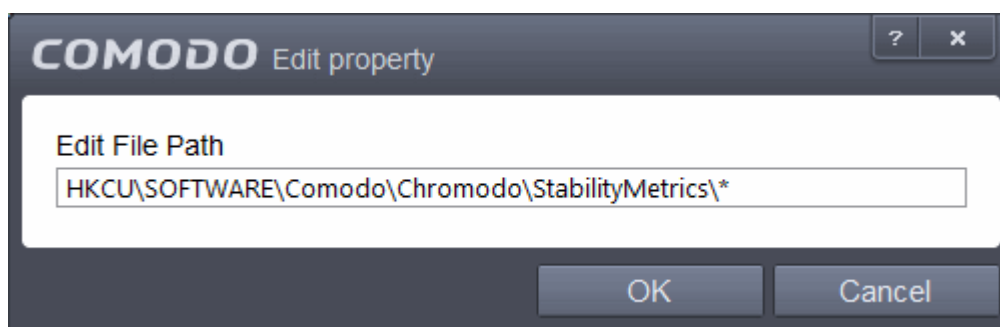 COMODO Edit property
? ×
Edit File Path
HKCU\SOFTWARE\Comodo\Chromodo\StabilityMetrics\*
OK Cancel